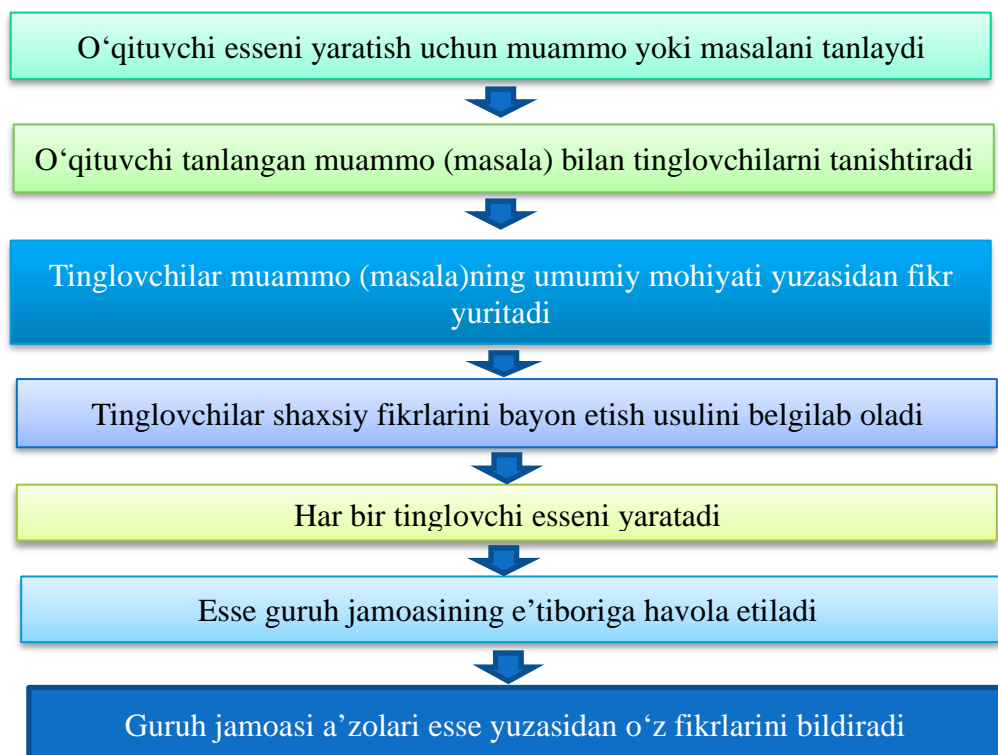 O‘qituvchi esseni yaratish uchun muammo yoki masalani tanlaydi
O‘qituvchi tanlangan muammo (masala) bilan tinglovchilarni tanishtiradi
Tinglovchilar muammo (masala)ning umumiy mohiyati yuzasidan fikr
yuritadi
Tinglovchilar shaxsiy fikrlarini bayon etish usulini belgilab oladi
Har bir tinglovchi esseni yaratadi
Esse guruh jamoasining e’tiboriga havola etiladi
Guruh jamoasi a’zolari esse yuzasidan o‘z fikrlarini bildiradi